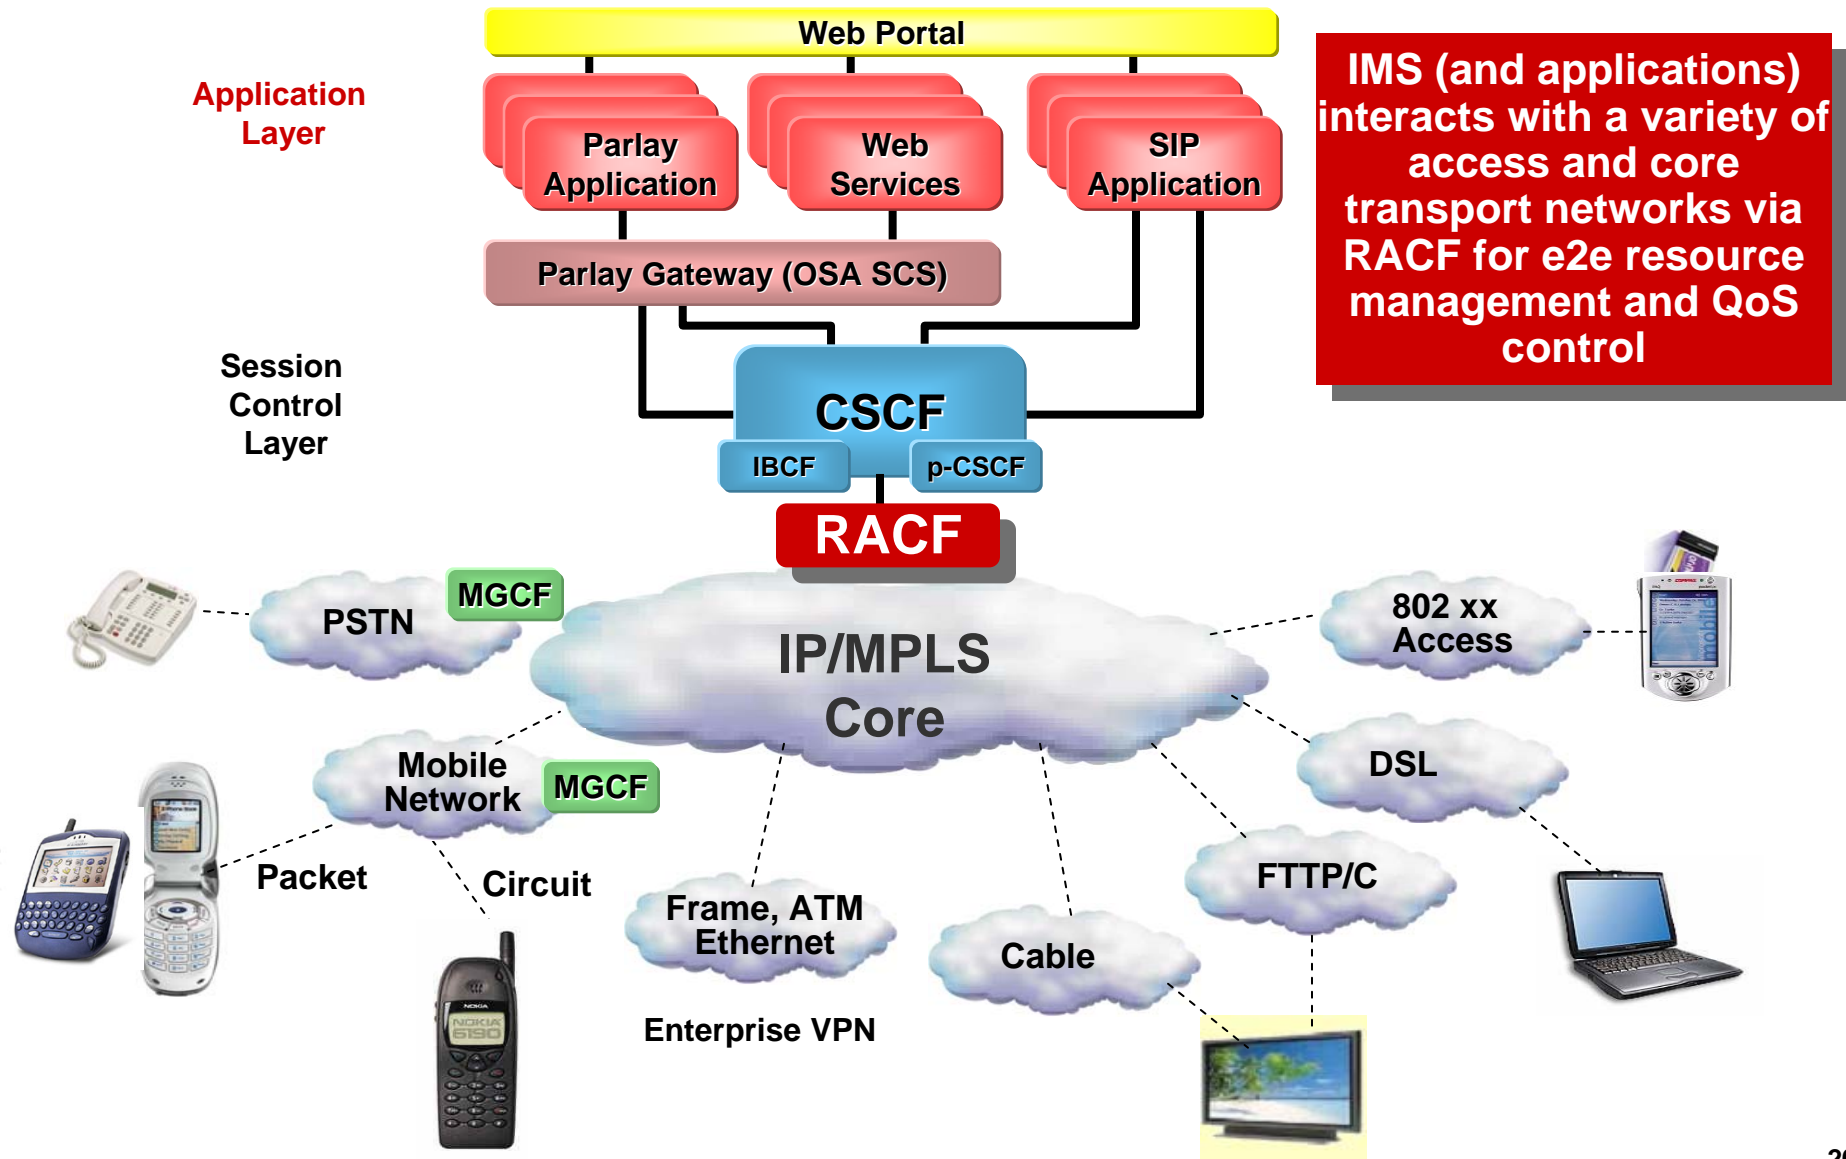 Web Portal
Application
Layer
Parlay
Application
Web
Services
SIP
Application
IMS (and applications)
interacts with a variety of
access and core
transport networks via
RACF for e2e resource
management and QoS
control
Parlay Gateway (OSA SCS)
Session
Control
Layer
CSCF
IBCF
p-CSCF
RACF
PSTN
MGCF
IP/MPLS
Core
802 xx
Access
Mobile
Network
MGCF
DSL
Packet
Circuit
Frame, ATM
Ethernet
Enterprise VPN
Cable
FTTP/C
NOKIA
NOKIA
6190